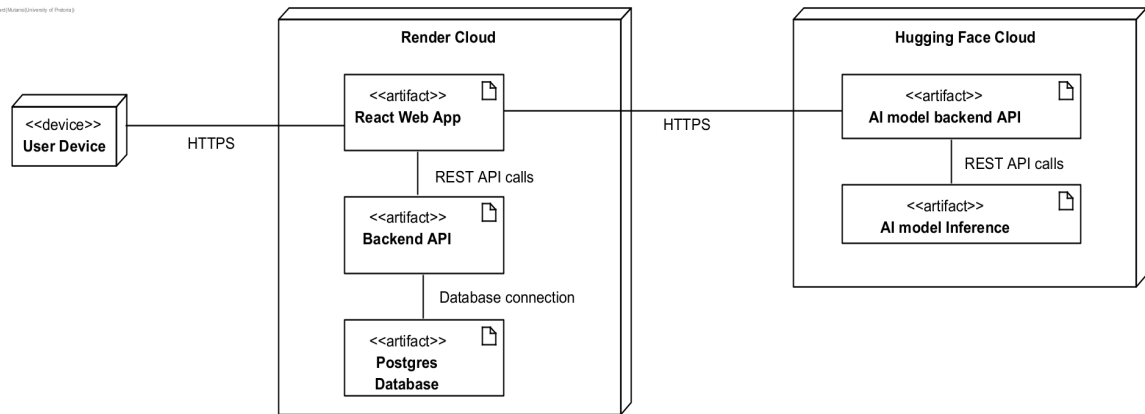 Render Cloud
Hugging Face Cloud
<<artifact>>
React Web App
<<artifact>>
AI model backend API
<<device>>
User Device
HTTPS
HTTPS
REST API calls
REST API calls
<<artifact>>
Backend API
<<artifact>>
AI model Inference
Database connection
<<artifact>>
Postgres
Database